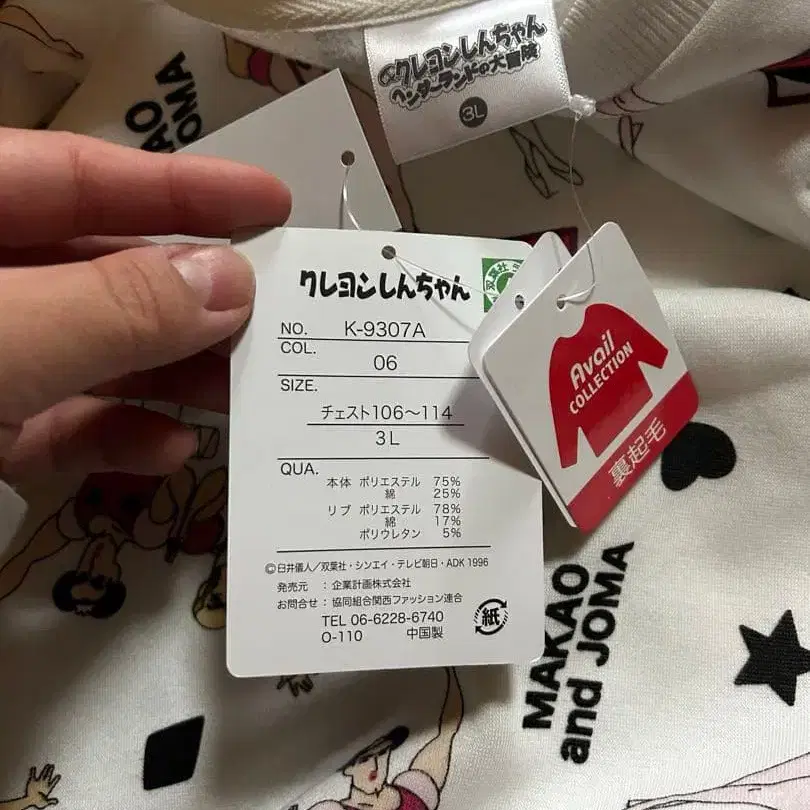 クレヨンしんちゃん
ヘンダーランドの大冒険
3L
MAKAO
JOMA
クレヨンしんちゃん
双葉社
NO. K-9307A
COL. 06
SIZE.
チェスト106〜114
3L
QUA.
本体 ポリエステル 75%
綿 25%
リブ ポリエステル 78%
綿 17%
ポリウレタン 5%
©臼井儀人/双葉社・シンエイ・テレビ朝日・ADK 1996
発売元 : 企業計画株式会社
お問合せ : 協同組合関西ファッション連合
TEL 06-6228-6740
O-110 中国製
紙
Avail
COLLECTION
裏起毛
MAKAO
and JOMA